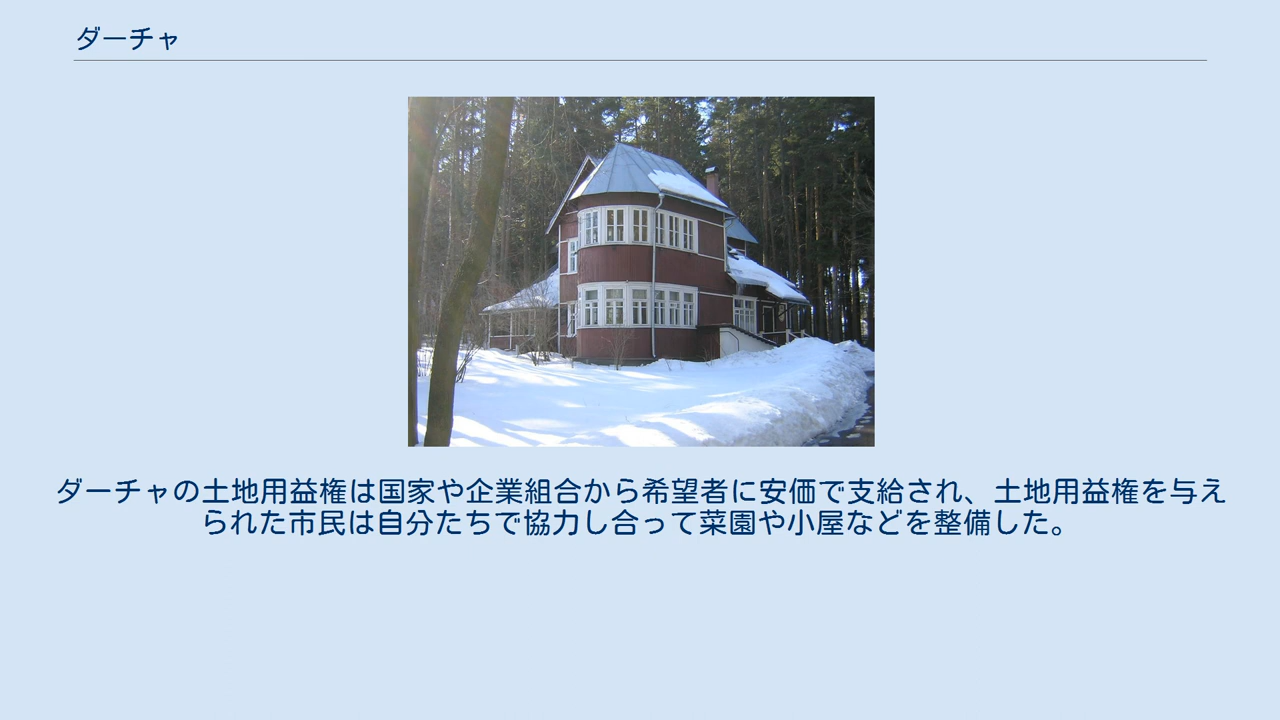 ダーチャ
ダーチャの土地用益権は国家や企業組合から希望者に安価で支給され、土地用益権を与え
られた市民は自分たちで協力し合って菜園や小屋などを整備した。